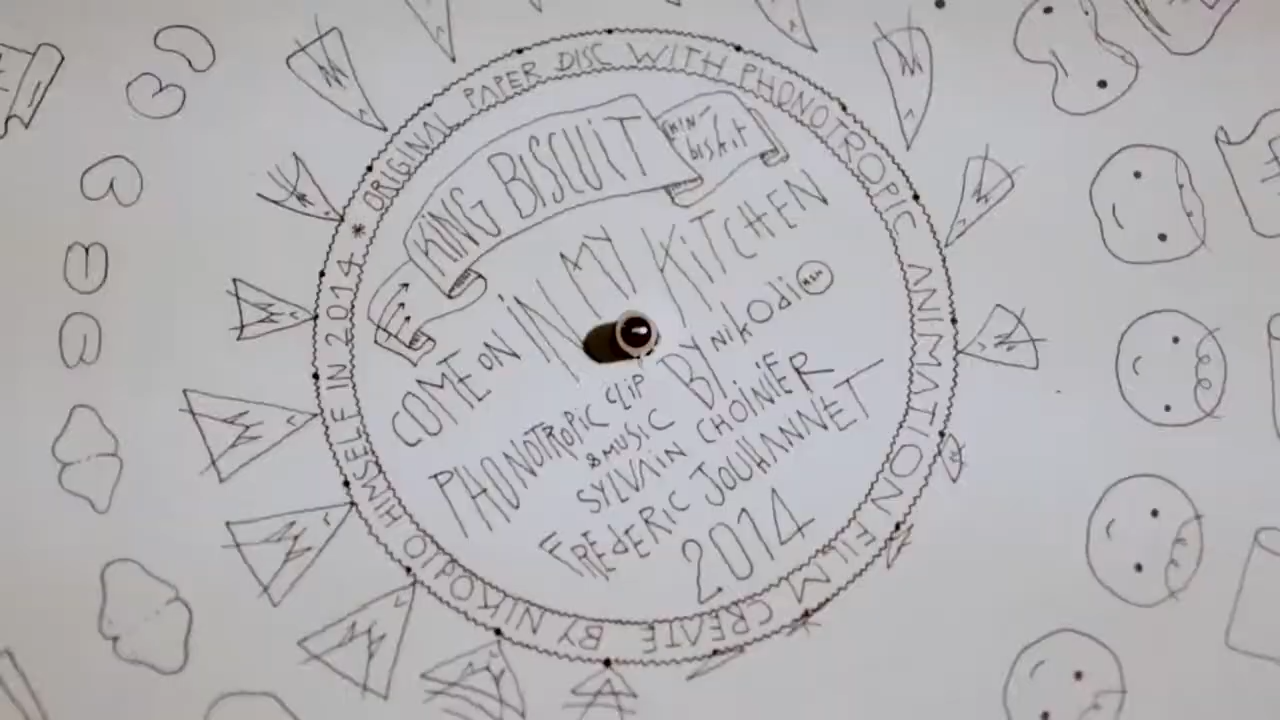 * ORIGINAL PAPER DISC WITH PHONOTROPIC ANIMATION FILM CREATE BY NIKODIO HIMSELF IN 2014
KING BISCUIT
COME ON IN MY KiTCHEN
BY NikOdio
PHONOTROPiC CLiP
& MUSIC
SYLVAIN CHOINIER
FREdERIC JOUHANNET
2014